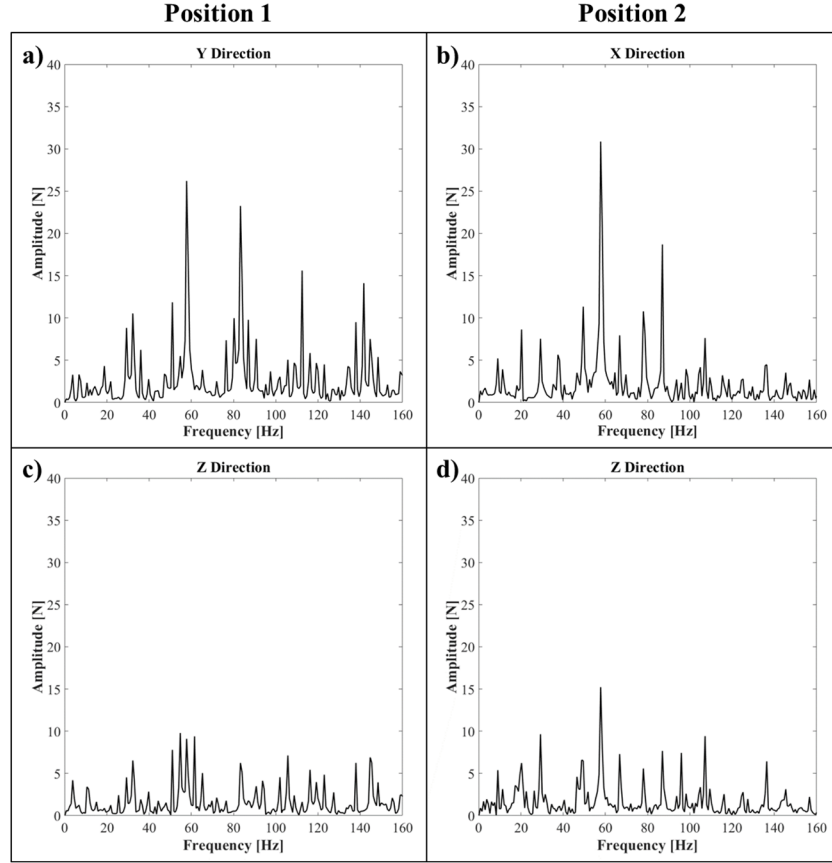 Position 1 Position 2
a) Y Direction
40
35
30
25
20
15
10
5
0
Amplitude [N]
0 20 40 60 80 100 120 140 160
Frequency [Hz]
b) X Direction
40
35
30
25
20
15
10
5
0
Amplitude [N]
0 20 40 60 80 100 120 140 160
Frequency [Hz]
c) Z Direction
40
35
30
25
20
15
10
5
0
Amplitude [N]
0 20 40 60 80 100 120 140 160
Frequency [Hz]
d) Z Direction
40
35
30
25
20
15
10
5
0
Amplitude [N]
0 20 40 60 80 100 120 140 160
Frequency [Hz]